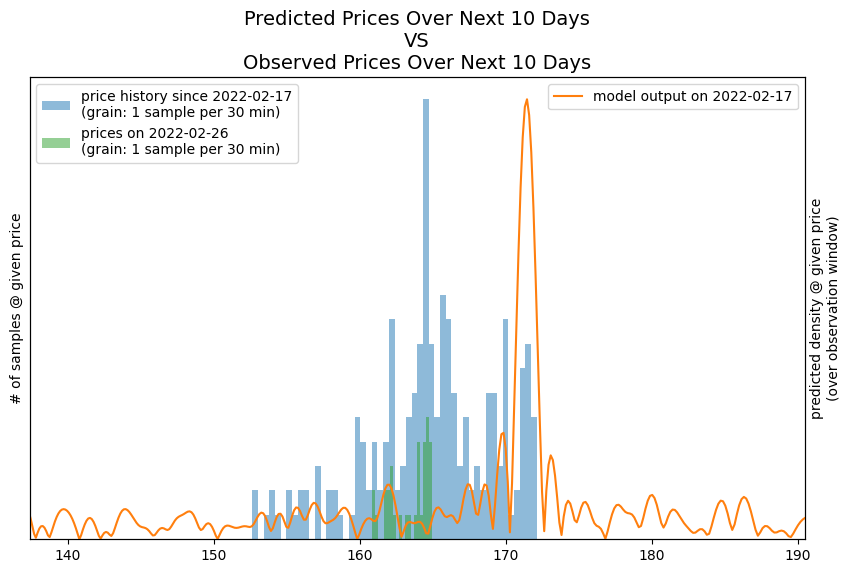 Predicted Prices Over Next 10 Days
VS
Observed Prices Over Next 10 Days
price history since 2022-02-17
(grain: 1 sample per 30 min)
prices on 2022-02-26
(grain: 1 sample per 30 min)
model output on 2022-02-17
# of samples @ given price
predicted density @ given price
(over observation window)
140
150
160
170
180
190